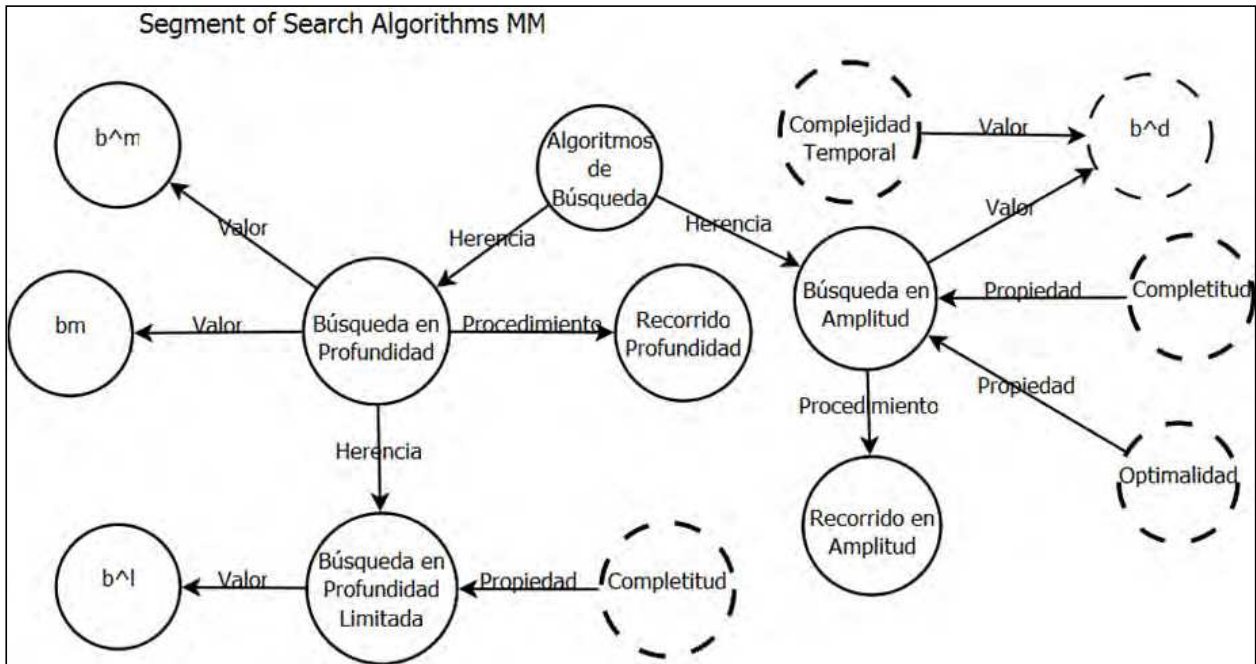 Segment of Search Algorithms MM
b^m
Algoritmos
de
Búsqueda
Complejidad
Temporal
Valor
b^d
Valor
Herencia
Herencia
Valor
bm
Valor
Búsqueda en
Profundidad
Procedimiento
Recorrido
Profundidad
Búsqueda en
Amplitud
Propiedad
Completitud
Propiedad
Procedimiento
Optimalidad
Herencia
Recorrido en
Amplitud
b^l
Valor
Búsqueda en
Profundidad
Limitada
Propiedad
Completitud